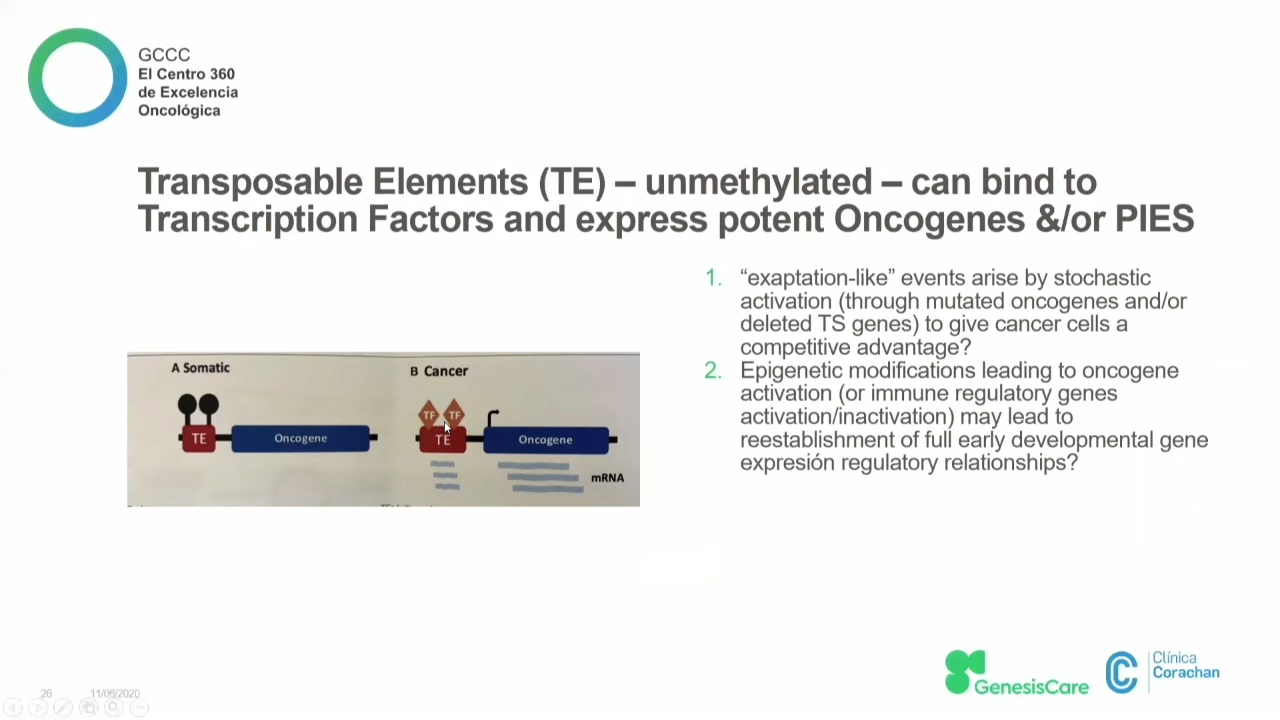 GCCC
El Centro 360
de Excelencia
Oncológica
Transposable Elements (TE) – unmethylated – can bind to
Transcription Factors and express potent Oncogenes &/or PIES
1. “exaptation-like” events arise by stochastic
activation (through mutated oncogenes and/or
deleted TS genes) to give cancer cells a
competitive advantage?
2. Epigenetic modifications leading to oncogene
activation (or immune regulatory genes
activation/inactivation) may lead to
reestablishment of full early developmental gene
expresión regulatory relationships?
A Somatic
TE
Oncogene
B Cancer
TF TF
TE
Oncogene
mRNA
GenesisCare
Clínica
Corachan
26
11/06/2020